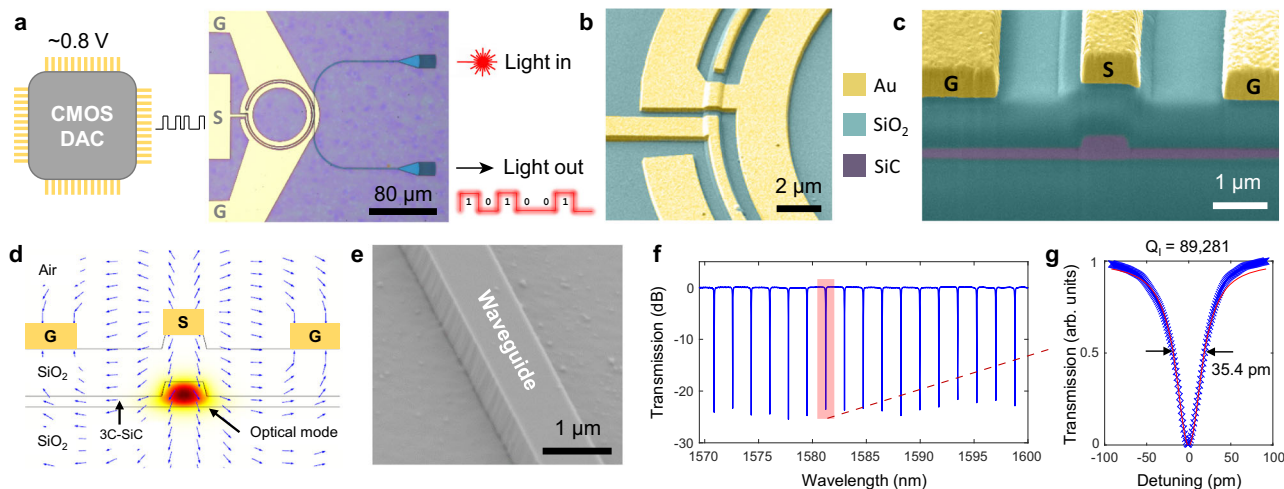 a
~0.8 V
CMOS
DAC
G
S
G
80 µm
Light in
Light out
1 0 1 0 0 1
b
2 µm
Au
SiO₂
SiC
c
G
S
G
1 µm
d
Air
S
G
G
SiO₂
SiO₂
3C-SiC
Optical mode
e
Waveguide
1 µm
f
Transmission (dB)
0
-10
-20
-30
1570
1575
1580
1585
1590
1595
1600
Wavelength (nm)
g
Qₗ = 89,281
Transmission (arb. units)
1
0.5
0
35.4 pm
-100
-50
0
50
100
Detuning (pm)